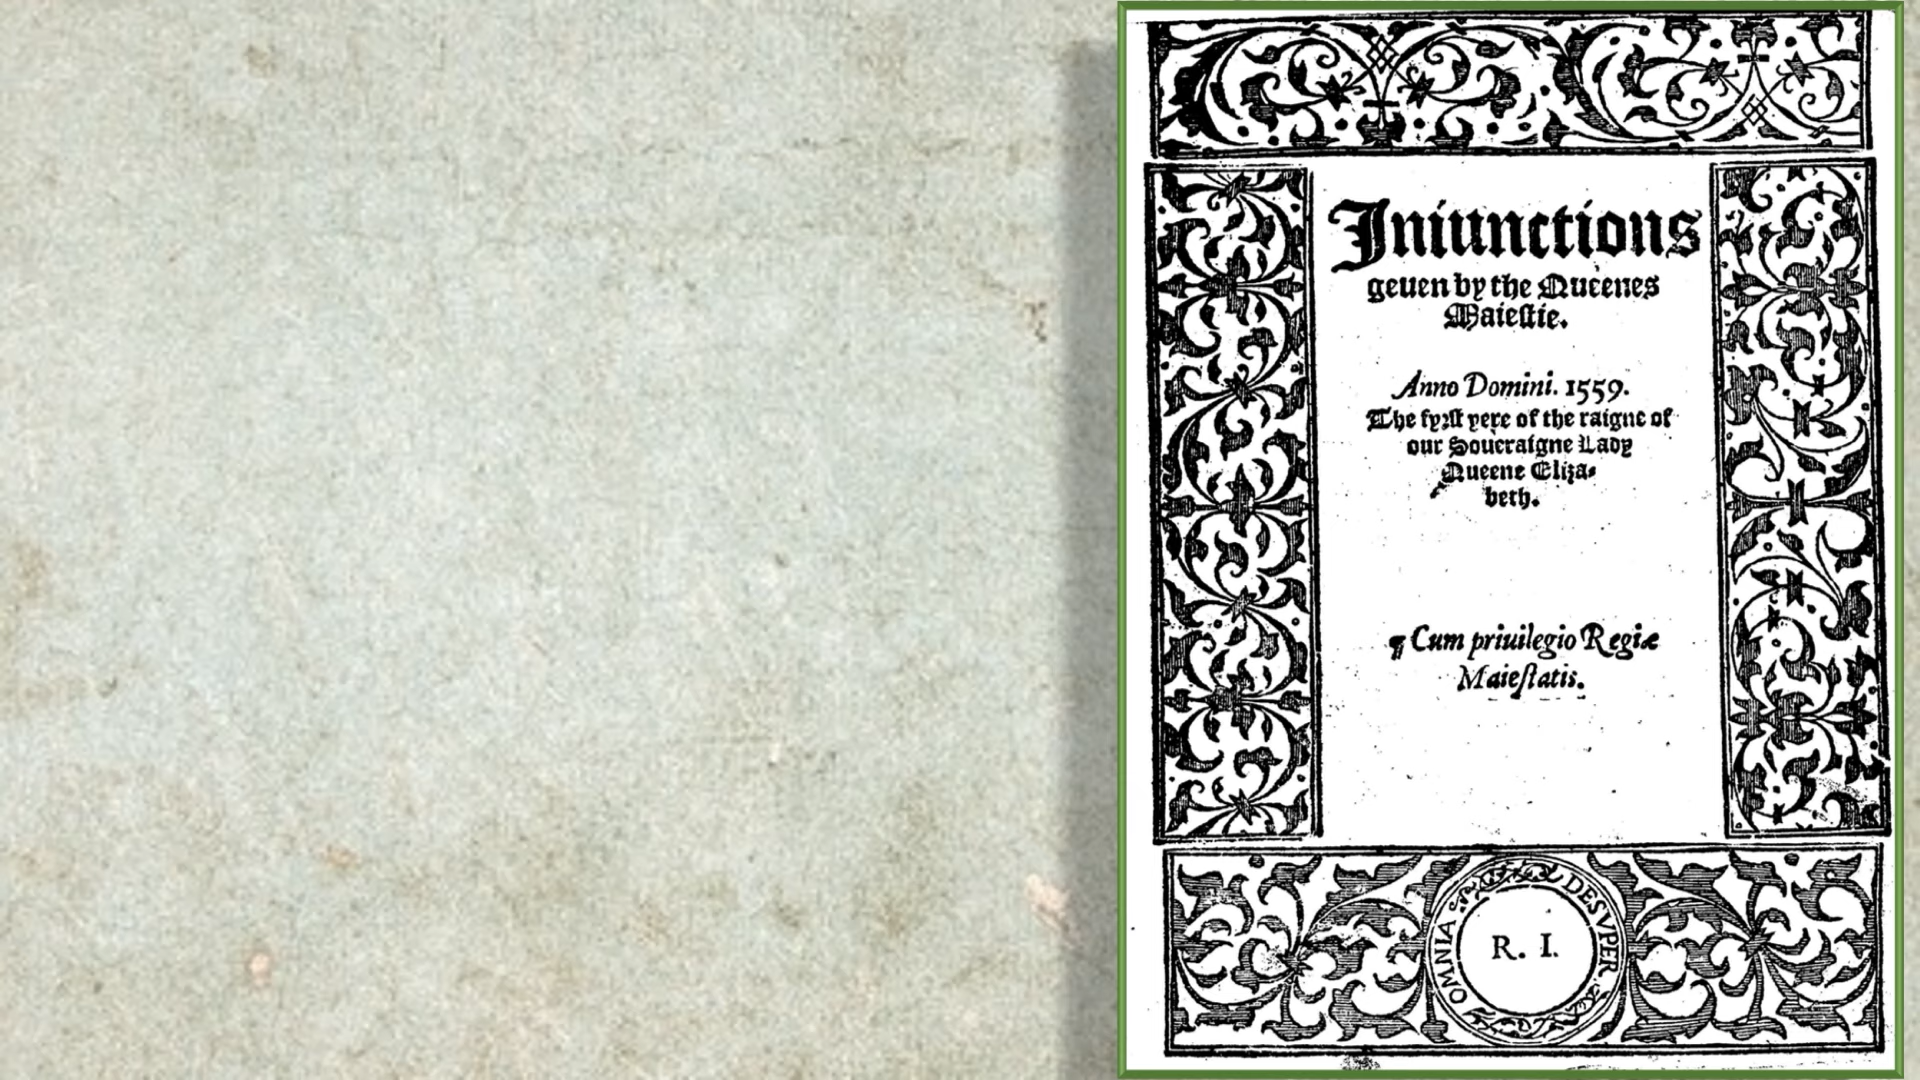 Iniunctions
geuen by the Queenes
Maiestie.
Anno Domini. 1559.
The fyrst yere of the raigne of
our Soueraigne Lady
Queene Eliza-
beth.
¶ Cum priuilegio Regiæ
Maiestatis.
OMNIA DESVPER
R. I.